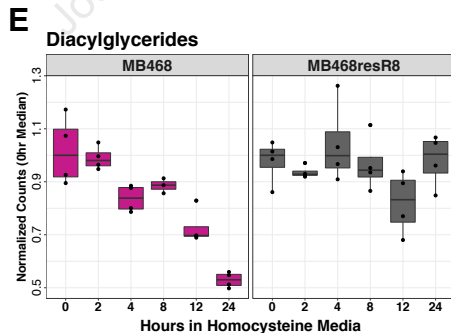 E
Diacylglycerides
MB468 MB468resR8
Normalized Counts (0hr Median)
1.3
1.1
0.9
0.7
0.5
0 2 4 8 12 24 0 2 4 8 12 24
Hours in Homocysteine Media